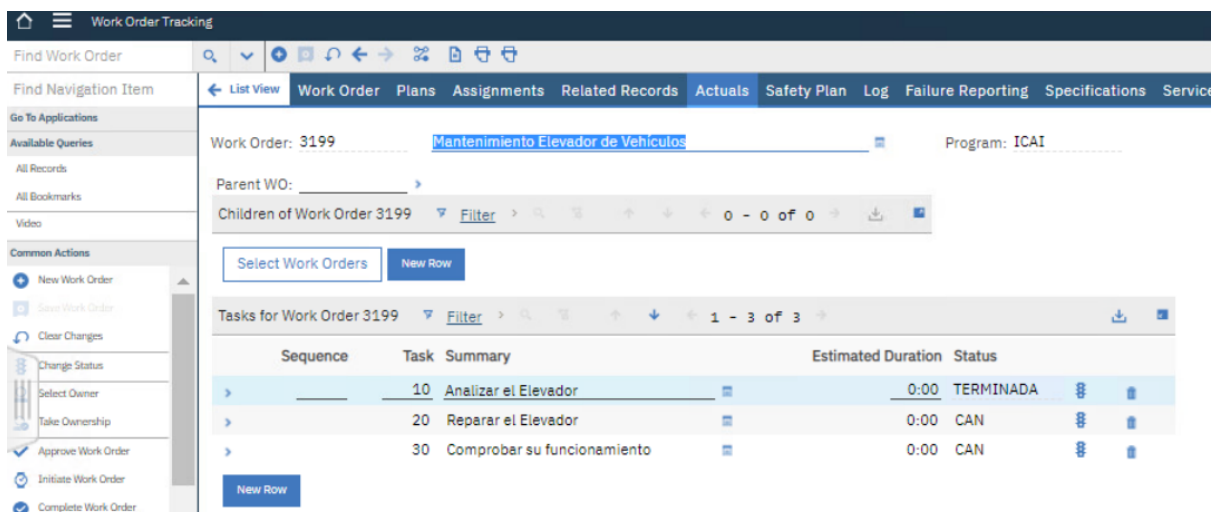 Work Order Tracking
Find Work Order
Find Navigation Item
List View Work Order Plans Assignments Related Records Actuals Safety Plan Log Failure Reporting Specifications Service
Go To Applications
Available Queries
All Records
All Bookmarks
Video
Common Actions
New Work Order
Save Work Order
Clear Changes
Change Status
Select Owner
Take Ownership
Approve Work Order
Initiate Work Order
Complete Work Order
Work Order: 3199 Mantenimiento Elevador de Vehículos Program: ICAI
Parent WO:
Children of Work Order 3199 Filter 0 - 0 of 0
Select Work Orders New Row
Tasks for Work Order 3199 Filter 1 - 3 of 3
Sequence Task Summary Estimated Duration Status
10 Analizar el Elevador 0:00 TERMINADA
20 Reparar el Elevador 0:00 CAN
30 Comprobar su funcionamiento 0:00 CAN
New Row